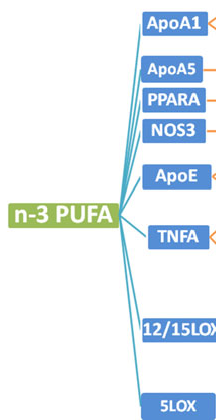 ApoA1
ApoA5
PPARA
NOS3
ApoE
n-3 PUFA
TNFA
12/15LOX
5LOX